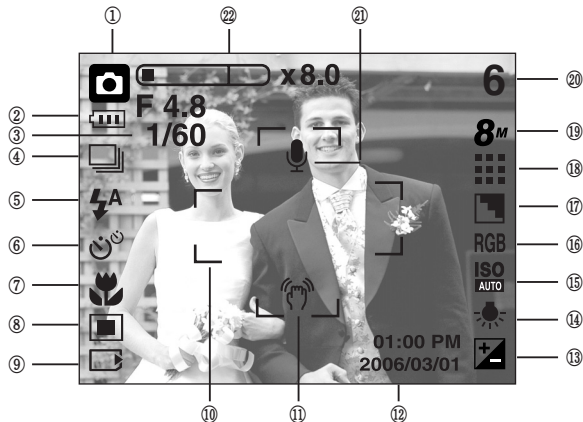 ① ㉒ ㉑
x8.0
6 ⑳
② F 4.8
③ 1/60
8M ⑲
④ ⑱
⑤ A ⑰
⑥ RGB ⑯
⑦ ISO AUTO ⑮
⑧ ⑭
01:00 PM
⑨ 2006/03/01 ⑬
⑩ ⑪ ⑫